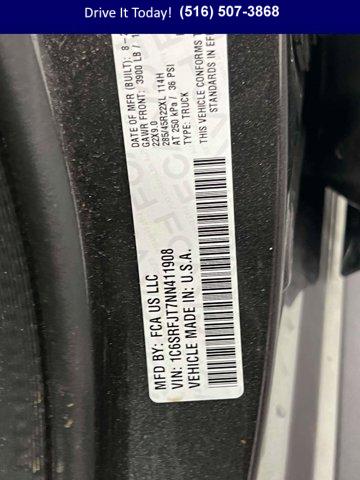 Drive It Today! (516) 507-3868
MFD BY: FCA US LLC
VIN: 1C6SRFJT7NN411908
VEHICLE MADE IN: U.S.A.
DATE OF MFR (BUILT): 8-
GAWR FRONT: 3900 LB / 1
22X9.0
285/45R22XL 114H
AT 250 kPa / 36 PSI
TYPE: TRUCK
THIS VEHICLE CONFORMS
STANDARDS IN EF